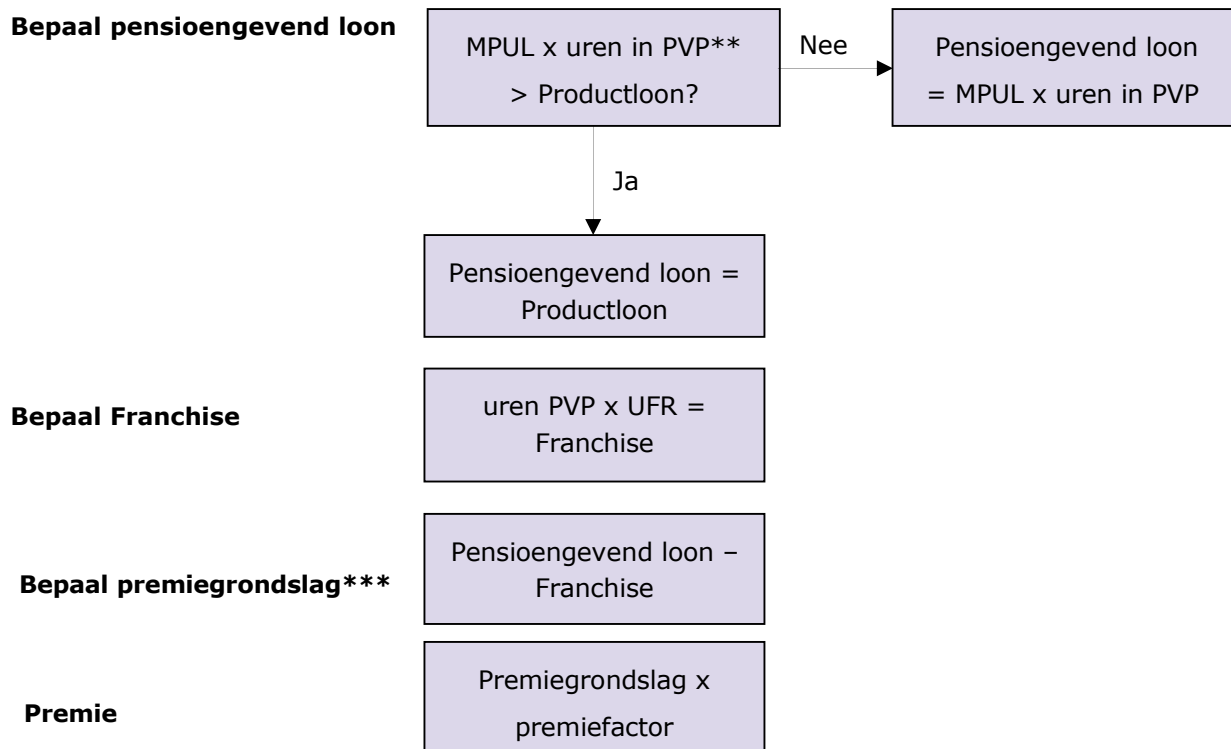 Bepaal pensioengevend loon
MPUL x uren in PVP**
> Productloon?
Nee
Pensioengevend loon
= MPUL x uren in PVP
Ja
Pensioengevend loon =
Productloon
Bepaal Franchise
uren PVP x UFR =
Franchise
Bepaal premiegrondslag***
Pensioengevend loon –
Franchise
Premie
Premiegrondslag x
premiefactor